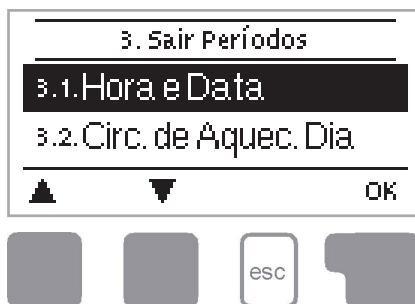 3. Sair Períodos
3.1.Hora e Data
3.2.Circ. de Aquec. Dia
OK
esc